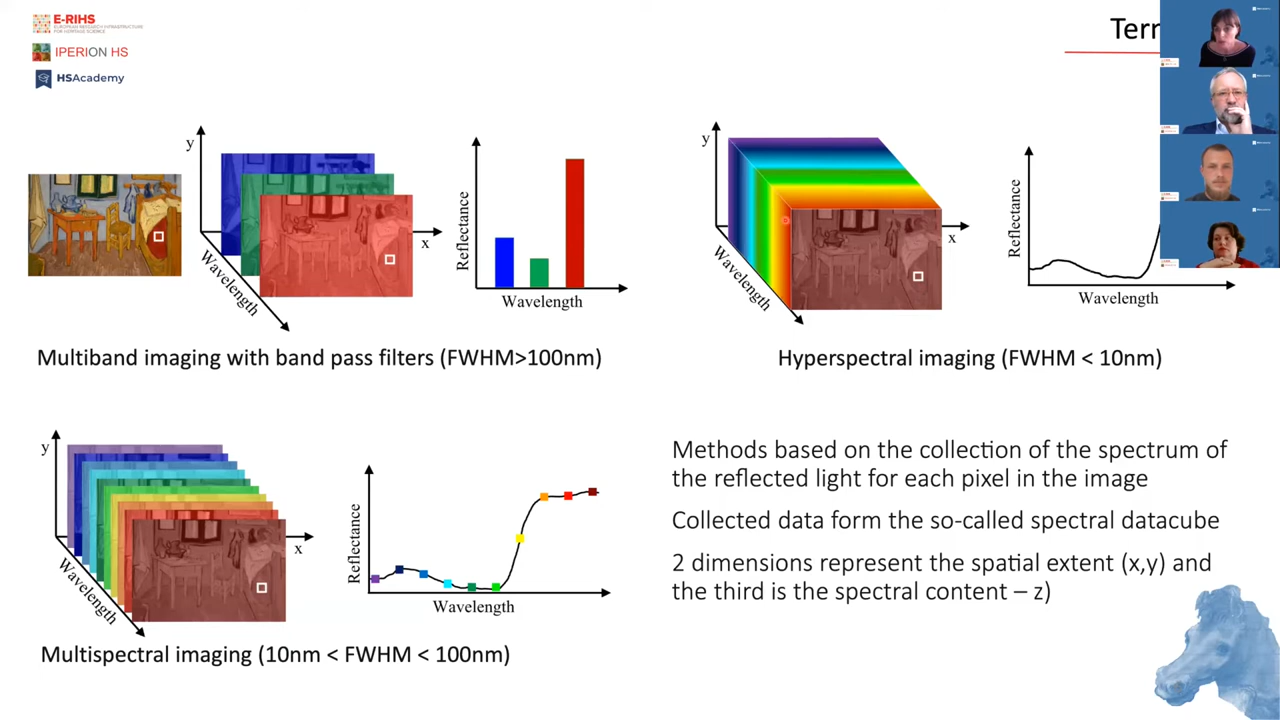 E-RIHS
EUROPEAN RESEARCH INFRASTRUCTURE
FOR HERITAGE SCIENCE
IPERION HS
HSAcademy
y
x
Wavelength
Reflectance
Wavelength
Multiband imaging with band pass filters (FWHM>100nm)
y
x
Wavelength
Reflectance
Wavelength
Hyperspectral imaging (FWHM < 10nm)
y
x
Wavelength
Reflectance
Wavelength
Multispectral imaging (10nm < FWHM < 100nm)
Methods based on the collection of the spectrum of
the reflected light for each pixel in the image
Collected data form the so-called spectral datacube
2 dimensions represent the spatial extent (x,y) and
the third is the spectral content – z)